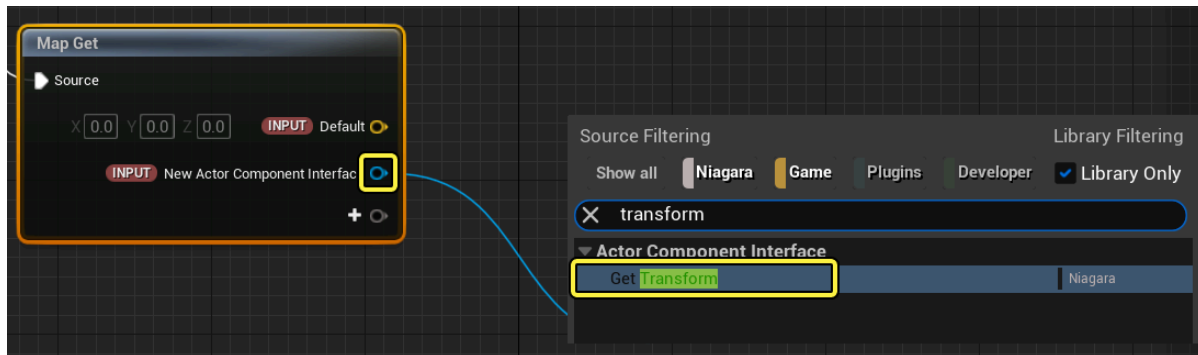 Map Get
Source
X 0.0 Y 0.0 Z 0.0 INPUT Default
INPUT New Actor Component Interfac
Source Filtering Library Filtering
Show all Niagara Game Plugins Developer Library Only
transform
Actor Component Interface
Get Transform Niagara